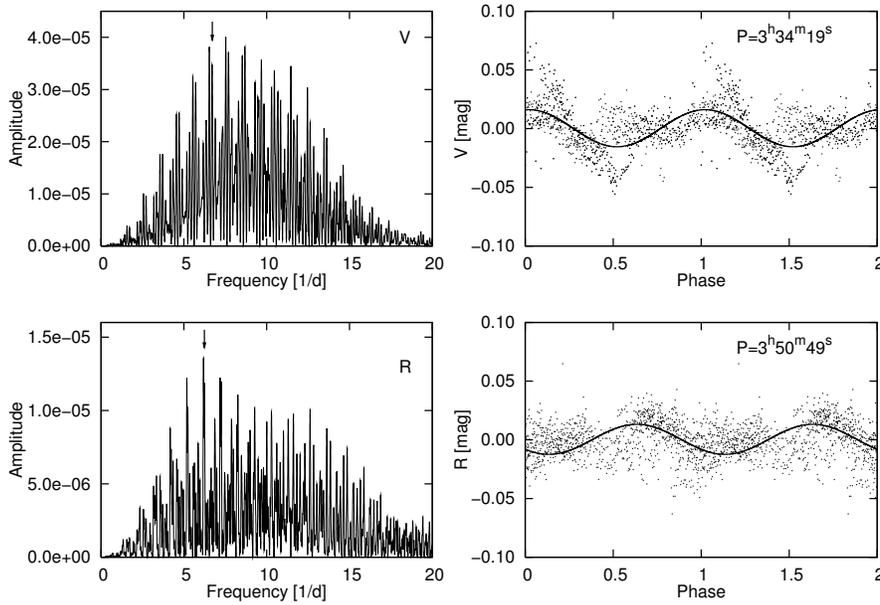 V
4.0e-05
3.0e-05
2.0e-05
1.0e-05
0.0e+00
Amplitude
0 5 10 15 20
Frequency [1/d]
P=3h34m19s
0.10
0.05
0.00
−0.05
−0.10
V [mag]
0 0.5 1 1.5 2
Phase
R
1.5e-05
1.0e-05
5.0e-06
0.0e+00
Amplitude
0 5 10 15 20
Frequency [1/d]
P=3h50m49s
0.10
0.05
0.00
−0.05
−0.10
R [mag]
0 0.5 1 1.5 2
Phase